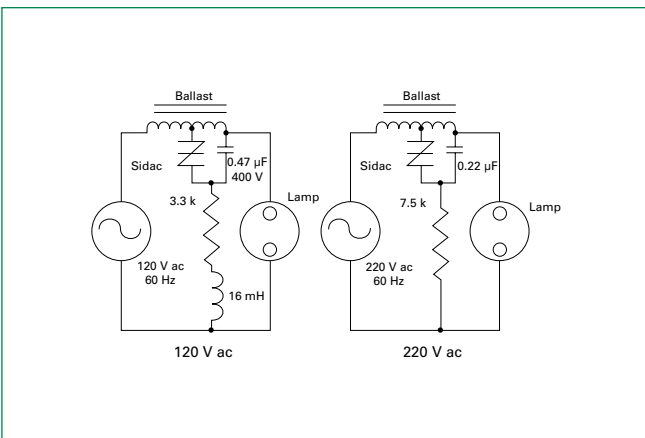 Ballast
Sidac
0.47 µF
400 V
3.3 k
Lamp
120 V ac
60 Hz
16 mH
120 V ac
Ballast
Sidac
0.22 µF
7.5 k
Lamp
220 V ac
60 Hz
220 V ac